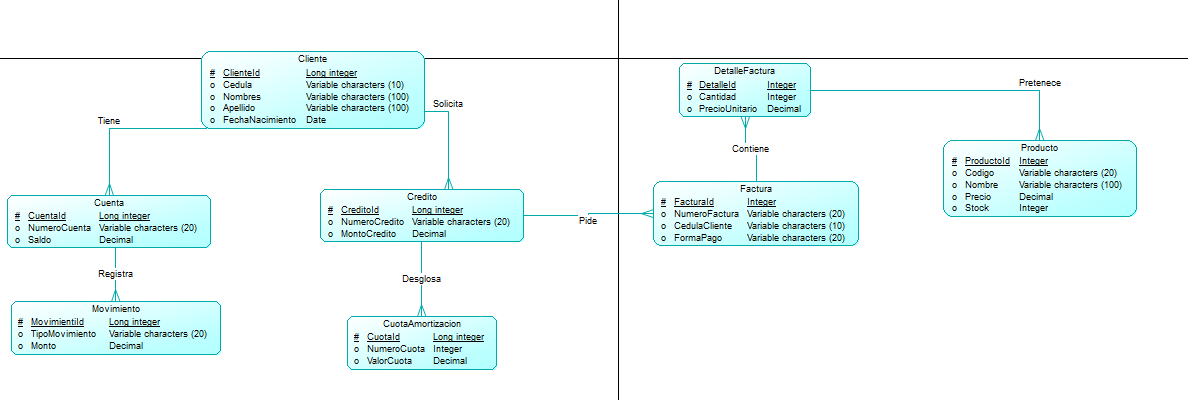 Cliente
# ClienteId Long integer
o Cedula Variable characters (10)
o Nombres Variable characters (100)
o Apellido Variable characters (100)
o FechaNacimiento Date
Tiene
Solicita
Cuenta
# CuentaId Long integer
o NumeroCuenta Variable characters (20)
o Saldo Decimal
Registra
Movimiento
# MovimientiId Long integer
o TipoMovimiento Variable characters (20)
o Monto Decimal
Credito
# CreditoId Long integer
o NumeroCredito Variable characters (20)
o MontoCredito Decimal
Desglosa
CuotaAmortizacion
# CuotaId Long integer
o NumeroCuota Integer
o ValorCuota Decimal
Pide
DetalleFactura
# DetalleId Integer
o Cantidad Integer
o PrecioUnitario Decimal
Contiene
Factura
# FacturaId Integer
o NumeroFactura Variable characters (20)
o CedulaCliente Variable characters (10)
o FormaPago Variable characters (20)
Pretenece
Producto
# ProductoId Integer
o Codigo Variable characters (20)
o Nombre Variable characters (100)
o Precio Decimal
o Stock Integer